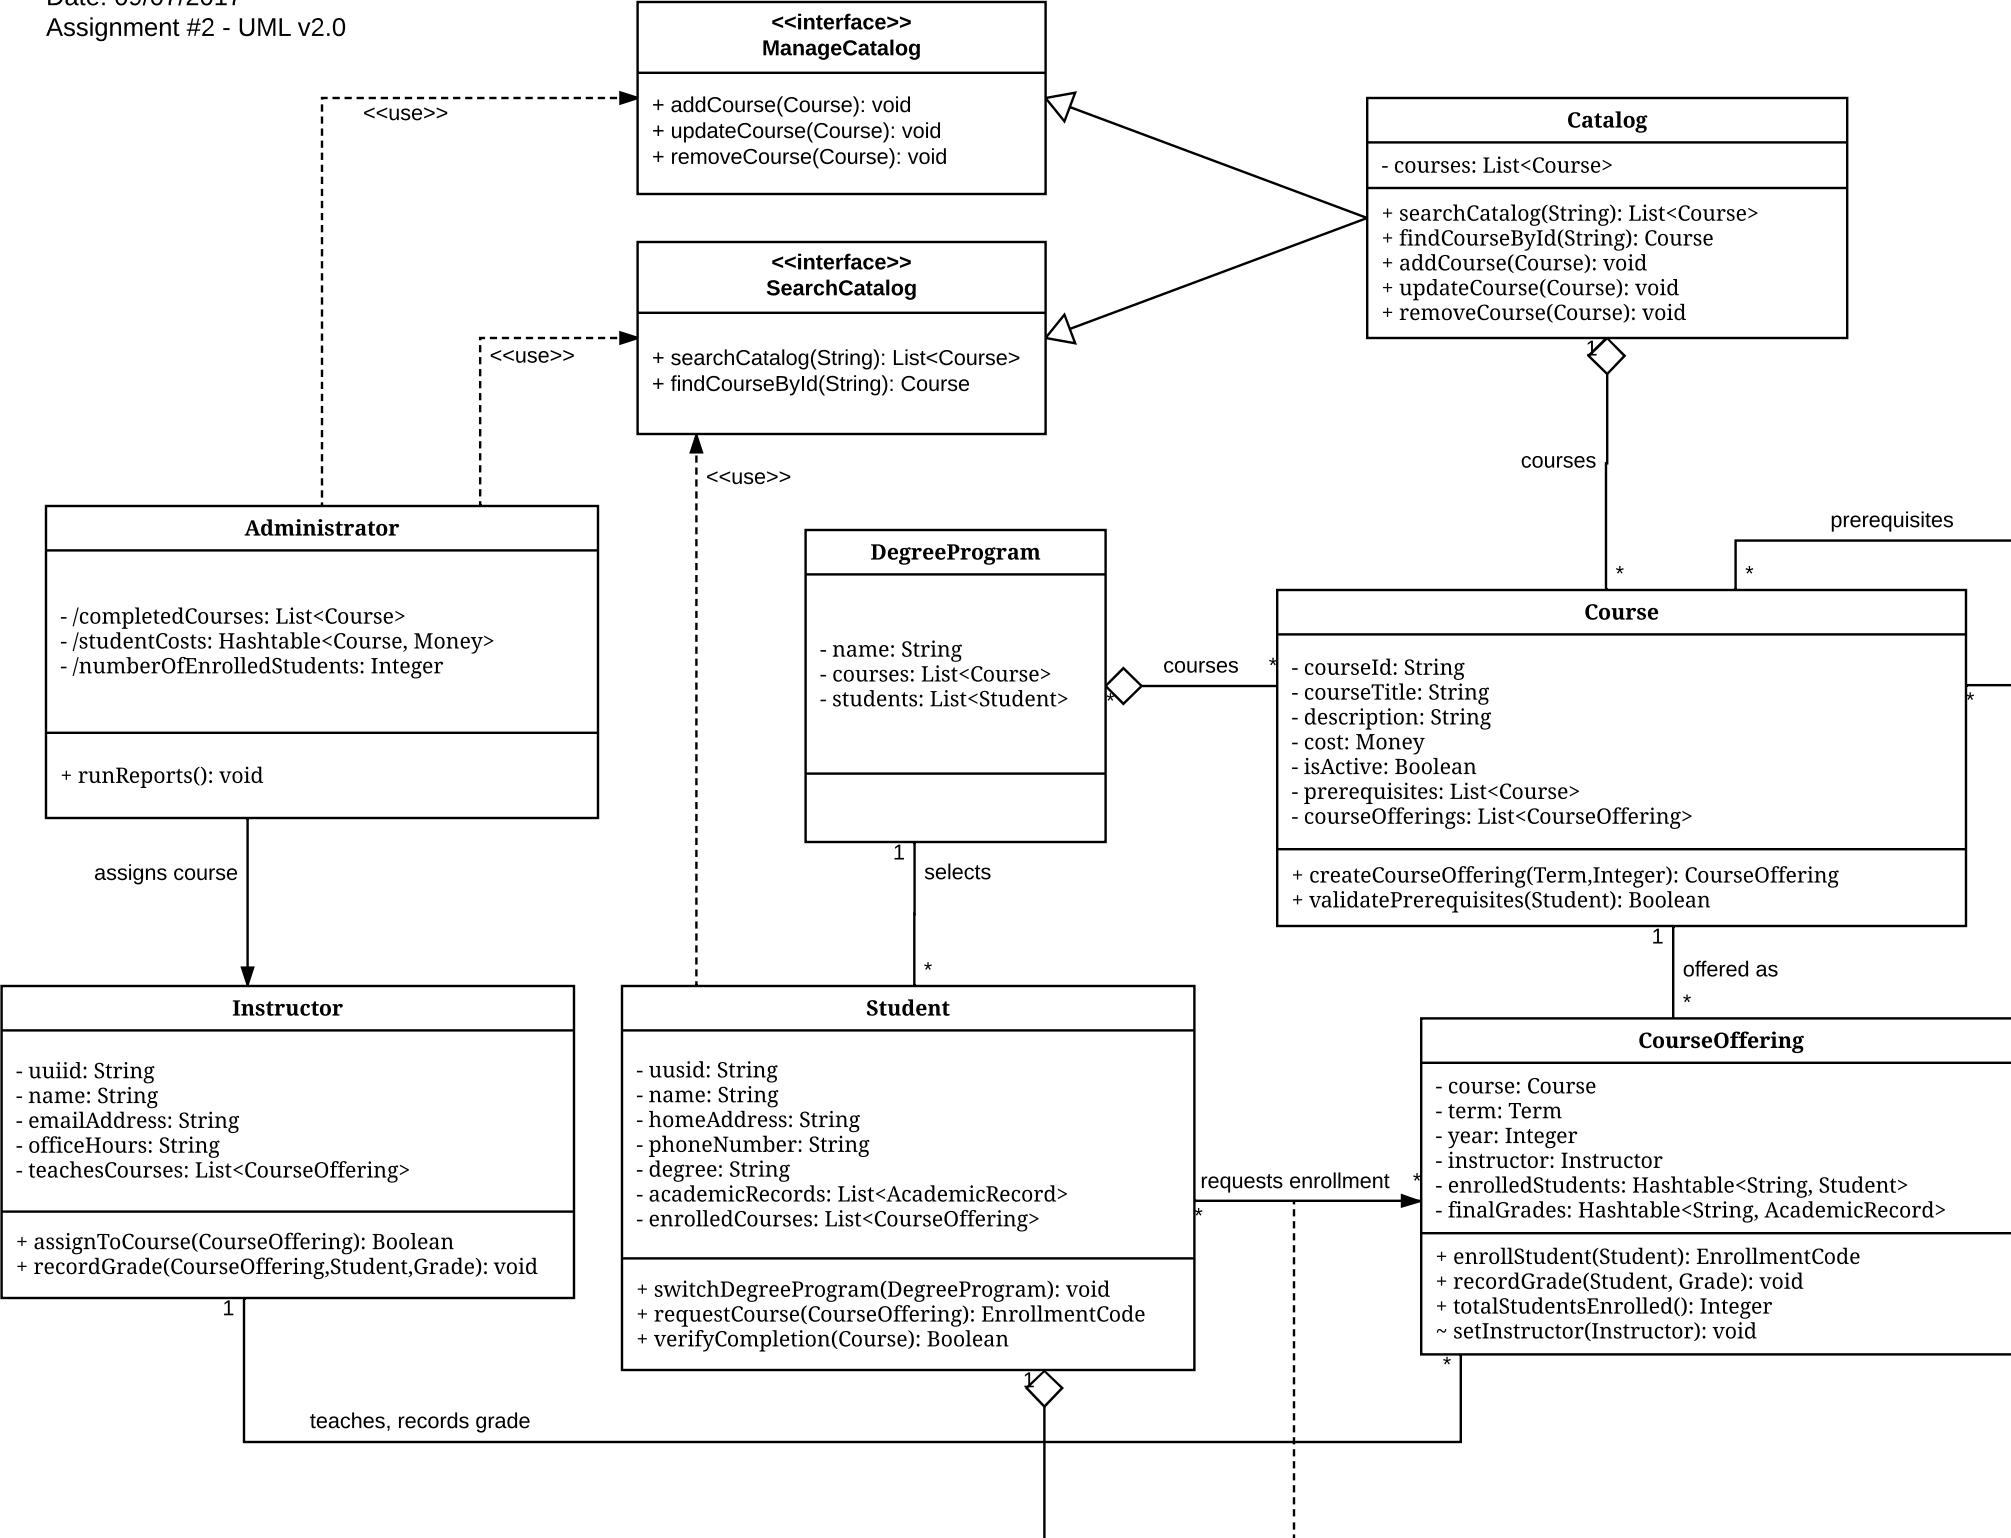 Date: 09/07/2017
Assignment #2 - UML v2.0
<<interface>>
ManageCatalog
+ addCourse(Course): void
+ updateCourse(Course): void
+ removeCourse(Course): void
<<use>>
Catalog
- courses: List<Course>
+ searchCatalog(String): List<Course>
+ findCourseById(String): Course
+ addCourse(Course): void
+ updateCourse(Course): void
+ removeCourse(Course): void
<<interface>>
SearchCatalog
+ searchCatalog(String): List<Course>
+ findCourseById(String): Course
<<use>>
<<use>>
1
courses
*
prerequisites
*
Administrator
- /completedCourses: List<Course>
- /studentCosts: Hashtable<Course, Money>
- /numberOfEnrolledStudents: Integer
+ runReports(): void
DegreeProgram
- name: String
- courses: List<Course>
- students: List<Student>
*
courses
*
Course
- courseId: String
- courseTitle: String
- description: String
- cost: Money
- isActive: Boolean
- prerequisites: List<Course>
- courseOfferings: List<CourseOffering>
+ createCourseOffering(Term,Integer): CourseOffering
+ validatePrerequisites(Student): Boolean
*
assigns course
1
selects
*
1
offered as
*
Instructor
- uuiid: String
- name: String
- emailAddress: String
- officeHours: String
- teachesCourses: List<CourseOffering>
+ assignToCourse(CourseOffering): Boolean
+ recordGrade(CourseOffering,Student,Grade): void
Student
- uusid: String
- name: String
- homeAddress: String
- phoneNumber: String
- degree: String
- academicRecords: List<AcademicRecord>
- enrolledCourses: List<CourseOffering>
+ switchDegreeProgram(DegreeProgram): void
+ requestCourse(CourseOffering): EnrollmentCode
+ verifyCompletion(Course): Boolean
requests enrollment
*
*
CourseOffering
- course: Course
- term: Term
- year: Integer
- instructor: Instructor
- enrolledStudents: Hashtable<String, Student>
- finalGrades: Hashtable<String, AcademicRecord>
+ enrollStudent(Student): EnrollmentCode
+ recordGrade(Student, Grade): void
+ totalStudentsEnrolled(): Integer
~ setInstructor(Instructor): void
1
*
1
teaches, records grade